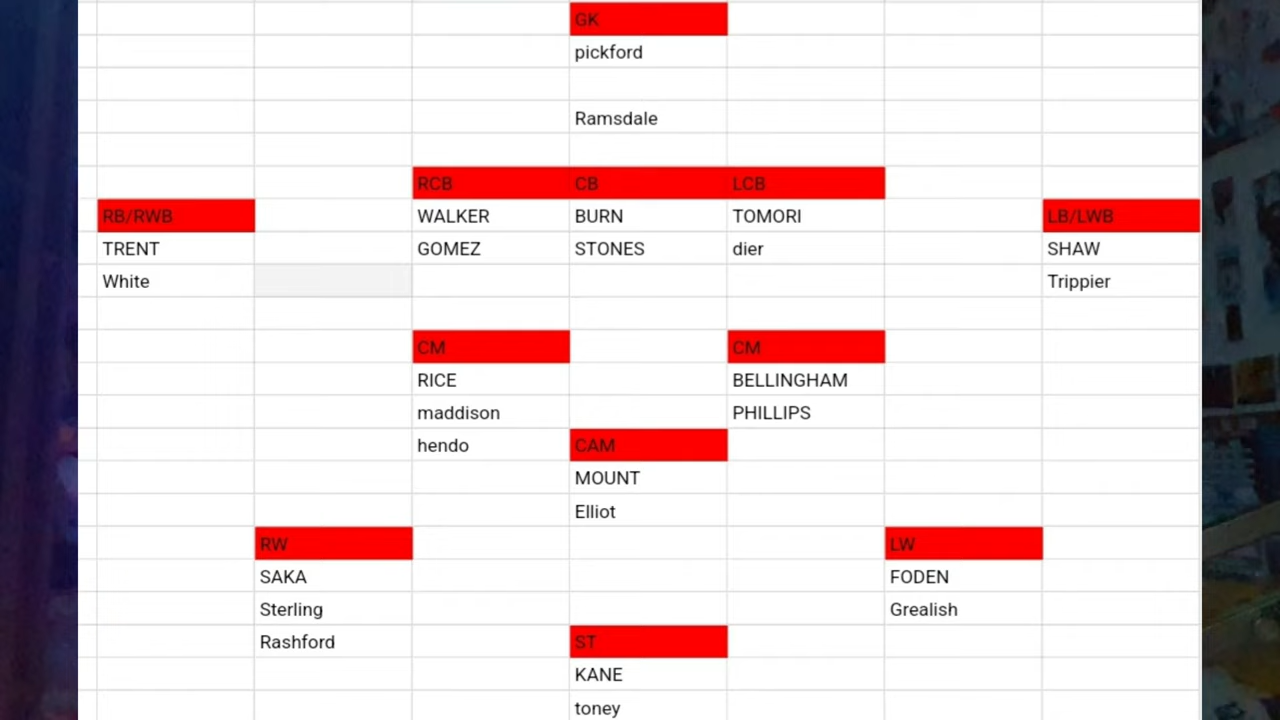 GK
pickford
Ramsdale
RCB CB LCB
RB/RWB WALKER BURN TOMORI LB/LWB
TRENT GOMEZ STONES dier SHAW
White Trippier
CM CM
RICE BELLINGHAM
maddison PHILLIPS
hendo CAM
MOUNT
Elliot
RW LW
SAKA FODEN
Sterling Grealish
Rashford ST
KANE
toney